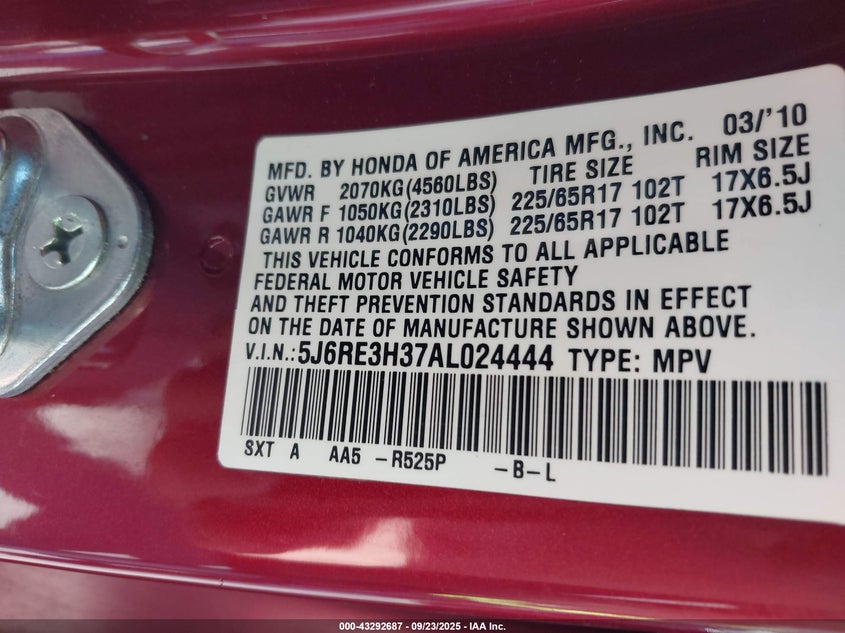 MFD. BY HONDA OF AMERICA MFG., INC. 03/'10
GVWR 2070KG(4560LBS) TIRE SIZE RIM SIZE
GAWR F 1050KG(2310LBS) 225/65R17 102T 17X6.5J
GAWR R 1040KG(2290LBS) 225/65R17 102T 17X6.5J
THIS VEHICLE CONFORMS TO ALL APPLICABLE
FEDERAL MOTOR VEHICLE SAFETY
AND THEFT PREVENTION STANDARDS IN EFFECT
ON THE DATE OF MANUFACTURE SHOWN ABOVE.
V.I.N.:5J6RE3H37AL024444 TYPE: MPV
SXT A AA5 -R525P -B-L
000-43292687 - 09/23/2025 - IAA Inc.